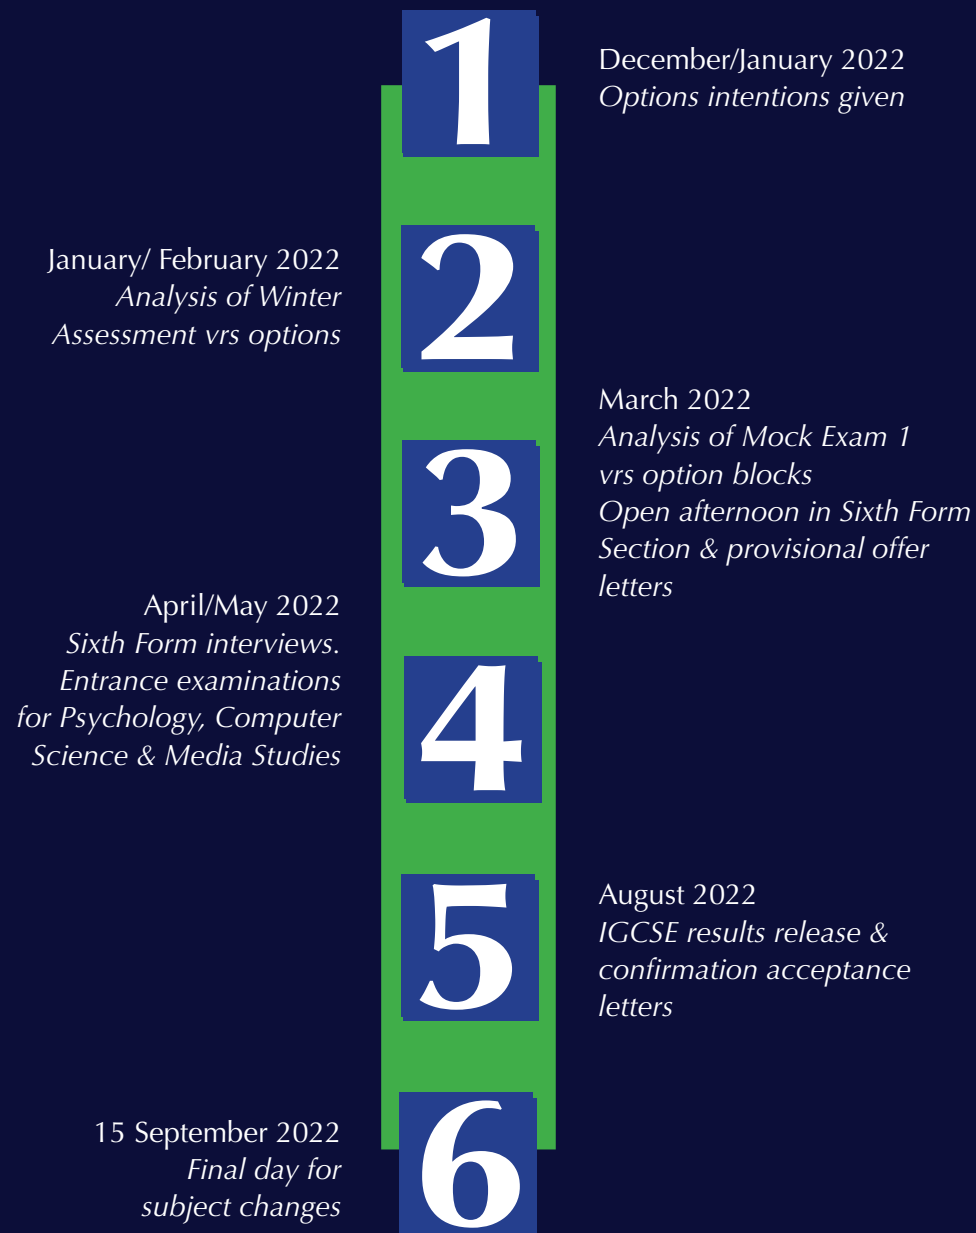 1
December/January 2022
Options intentions given
2
January/ February 2022
Analysis of Winter
Assessment vrs options
3
March 2022
Analysis of Mock Exam 1
vrs option blocks
Open afternoon in Sixth Form
Section & provisional offer
letters
4
April/May 2022
Sixth Form interviews.
Entrance examinations
for Psychology, Computer
Science & Media Studies
5
August 2022
IGCSE results release &
confirmation acceptance
letters
6
15 September 2022
Final day for
subject changes